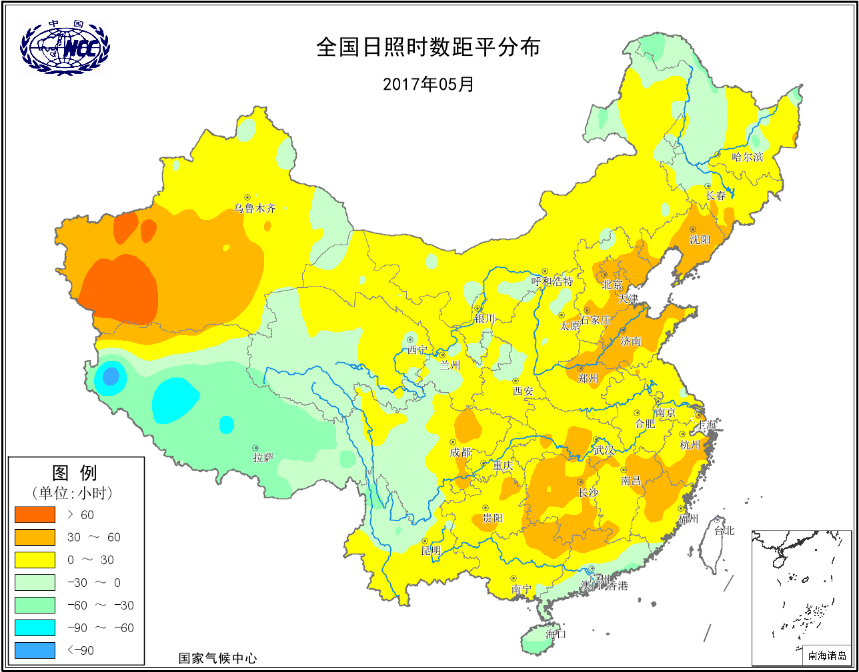 中国
NCC
全国日照时数距平分布
2017年05月
哈尔滨
长春
乌鲁木齐
沈阳
呼和浩特
北京
天津
银川
太原
石家庄
济南
西宁
兰州
郑州
西安
南京
合肥
上海
拉萨
成都
武汉
杭州
重庆
南昌
长沙
贵阳
福州
台北
昆明
广州
南宁
澳门
香港
海口
图 例
(单位:小时)
> 60
30 ~ 60
0 ~ 30
-30 ~ 0
-60 ~ -30
-90 ~ -60
<-90
国家气候中心
南海诸岛